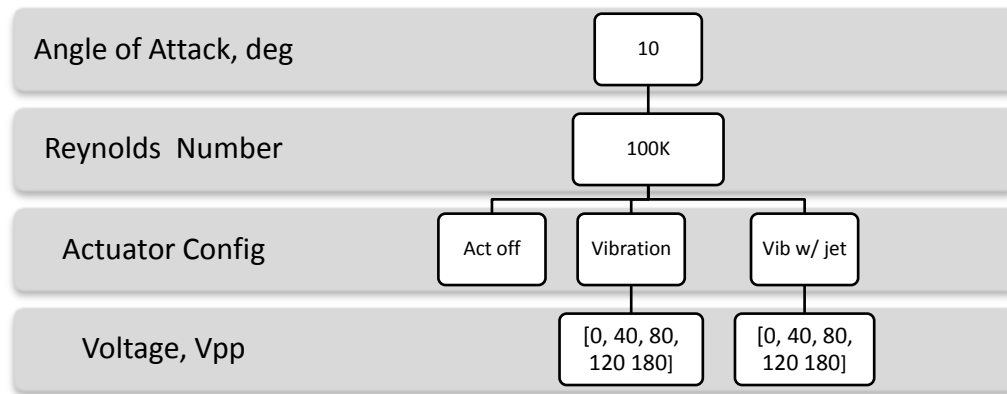 Angle of Attack, deg
10
Reynolds Number
100K
Actuator Config
Act off
Vibration
Vib w/ jet
Voltage, Vpp
[0, 40, 80,
120 180]
[0, 40, 80,
120 180]